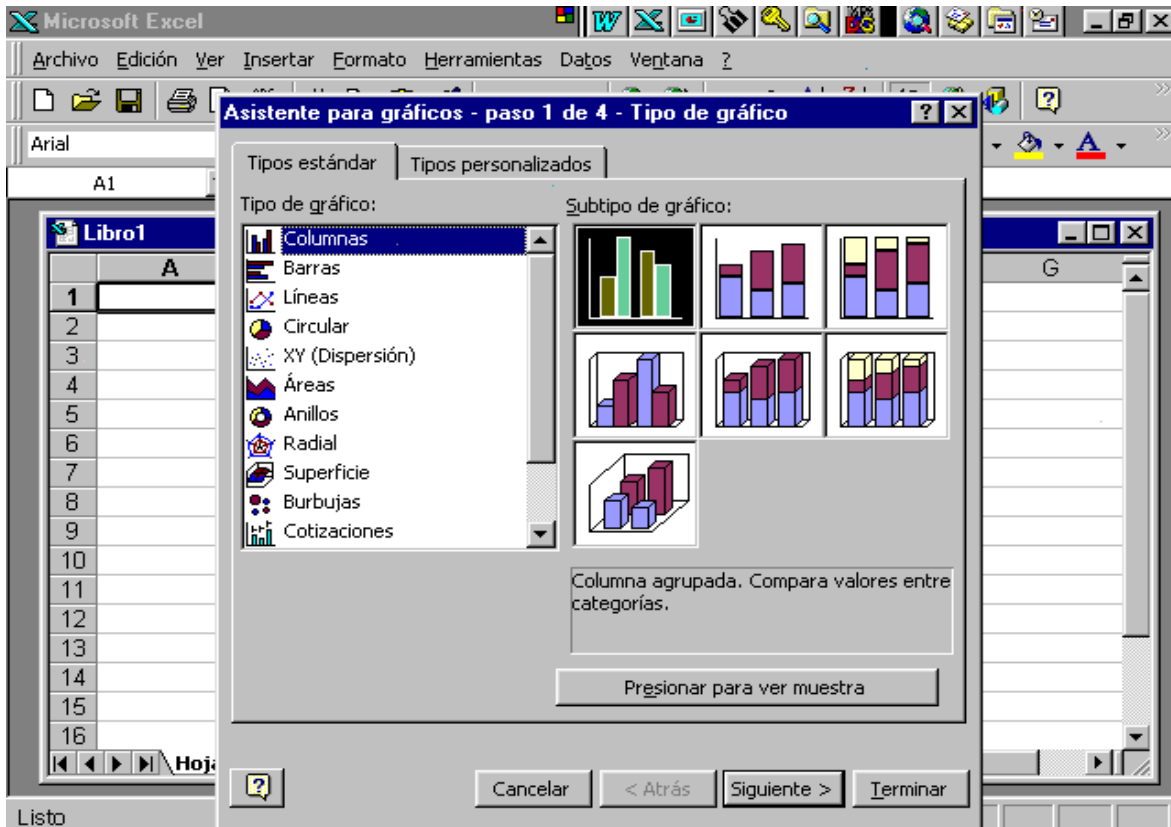 Microsoft Excel
Archivo Edición Ver Insertar Formato Herramientas Datos Ventana ?
Asistente para gráficos - paso 1 de 4 - Tipo de gráfico
Arial
Tipos estándar Tipos personalizados
A1
Tipo de gráfico: Subtipo de gráfico:
Libro1
A G
Columnas
Barras
Líneas
Circular
XY (Dispersión)
Áreas
Anillos
Radial
Superficie
Burbujas
Cotizaciones
1
2
3
4
5
6
7
8
9
10
11
12
13
14
15
16
Columna agrupada. Compara valores entre
categorías.
Presionar para ver muestra
Cancelar < Atrás Siguiente > Terminar
Listo